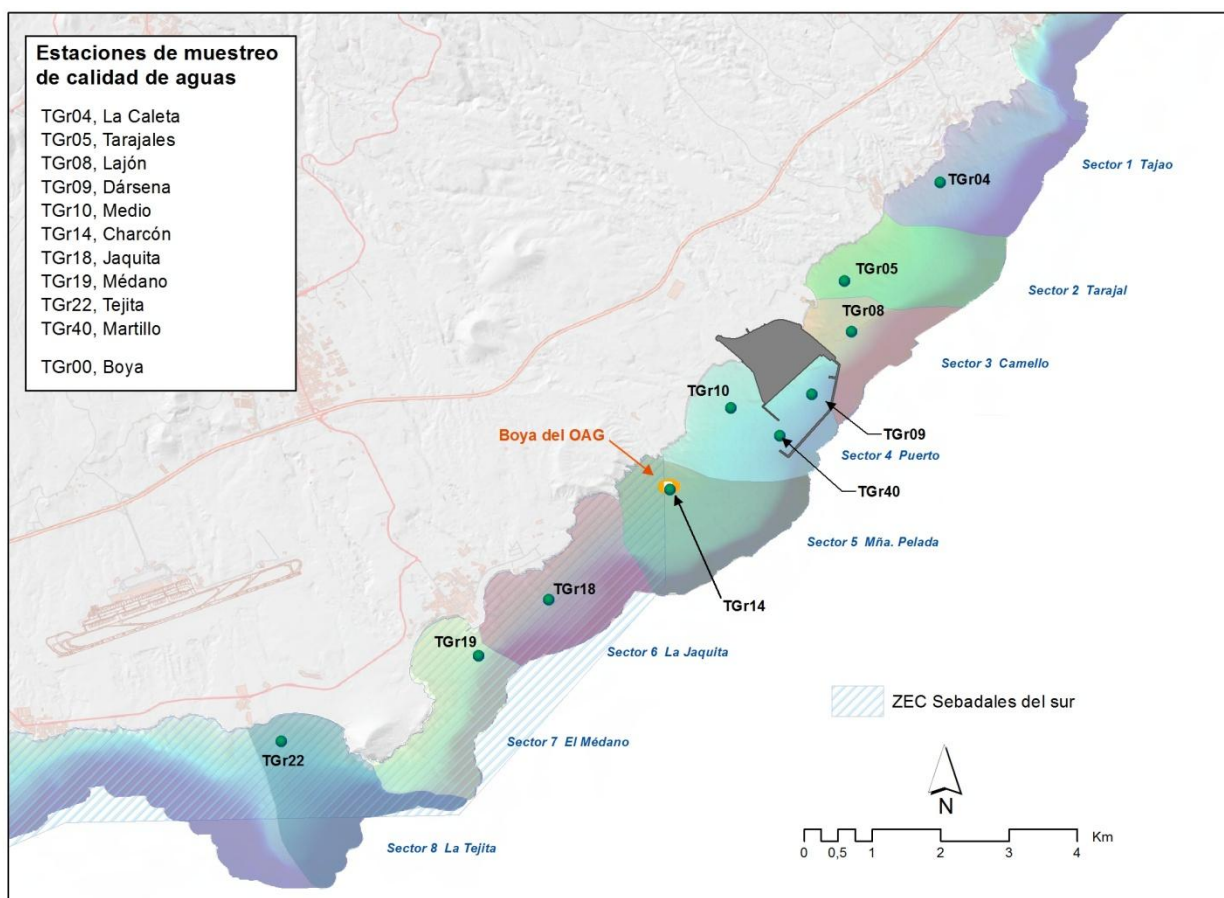 Estaciones de muestreo
de calidad de aguas
TGr04, La Caleta
TGr05, Tarajales
TGr08, Lajón
TGr09, Dársena
TGr10, Medio
TGr14, Charcón
TGr18, Jaquita
TGr19, Médano
TGr22, Tejita
TGr40, Martillo
TGr00, Boya
Sector 1 Tajao
TGr04
TGr05
Sector 2 Tarajal
TGr08
Sector 3 Camello
TGr10
TGr09
Boya del OAG
Sector 4 Puerto
TGr40
Sector 5 Mña. Pelada
TGr18
TGr14
TGr19
Sector 6 La Jaquita
ZEC Sebadales del sur
Sector 7 El Médano
TGr22
N
Km
0 0,5 1 2 3 4
Sector 8 La Tejita